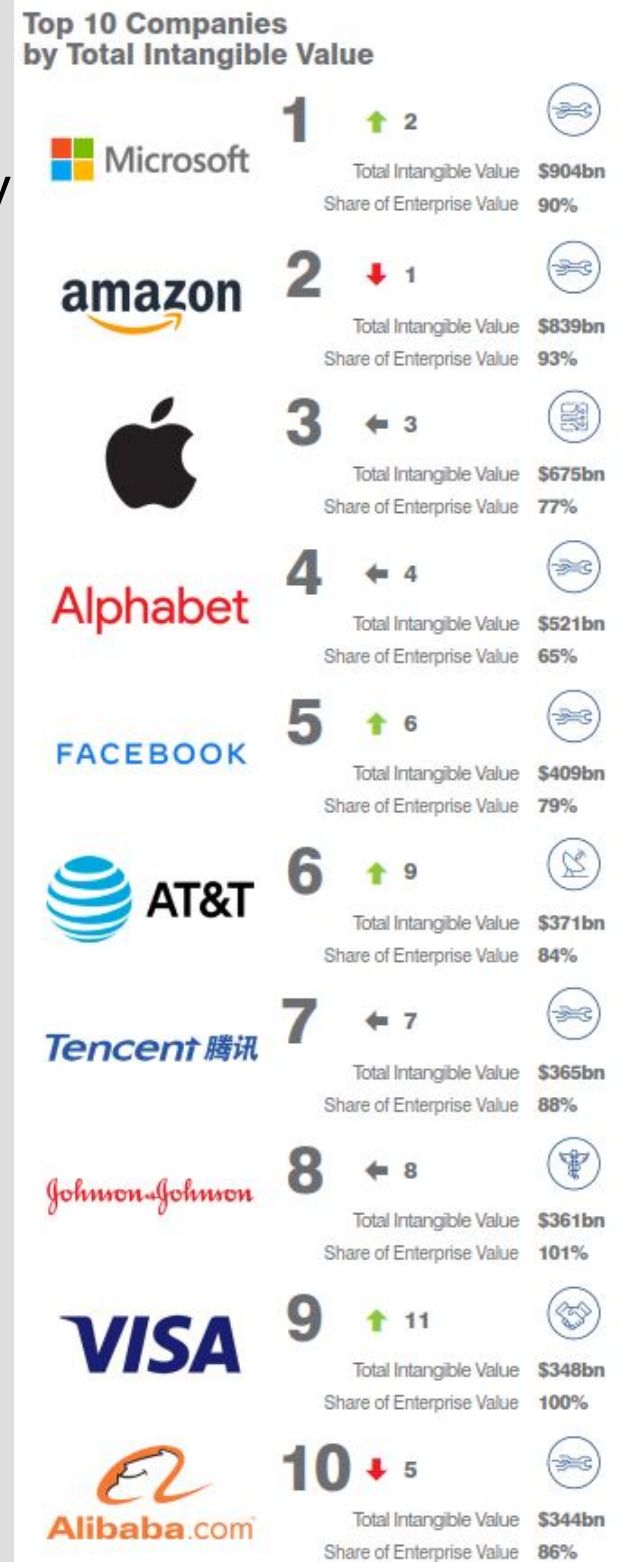 Top 10 Companies
by Total Intangible Value
y
Microsoft
1 2
Total Intangible Value $904bn
Share of Enterprise Value 90%
amazon
2 1
Total Intangible Value $839bn
Share of Enterprise Value 93%
3 3
Total Intangible Value $675bn
Share of Enterprise Value 77%
Alphabet
4 4
Total Intangible Value $521bn
Share of Enterprise Value 65%
FACEBOOK
5 6
Total Intangible Value $409bn
Share of Enterprise Value 79%
AT&T
6 9
Total Intangible Value $371bn
Share of Enterprise Value 84%
Tencent 腾讯
7 7
Total Intangible Value $365bn
Share of Enterprise Value 88%
Johnson & Johnson
8 8
Total Intangible Value $361bn
Share of Enterprise Value 101%
VISA
9 11
Total Intangible Value $348bn
Share of Enterprise Value 100%
Alibaba.com
10 5
Total Intangible Value $344bn
Share of Enterprise Value 86%